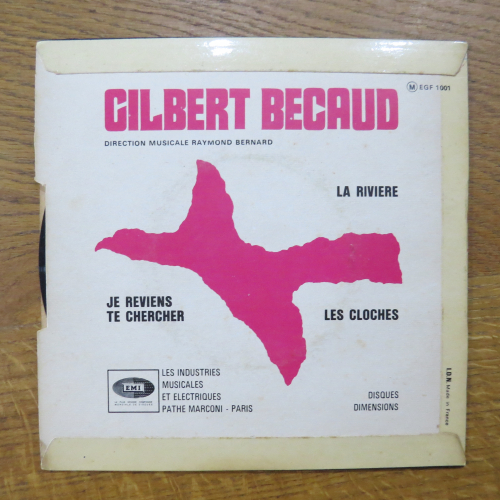 GILBERT BECAUD
M EGF 1001
DIRECTION MUSICALE RAYMOND BERNARD
LA RIVIERE
JE REVIENS
TE CHERCHER
LES CLOCHES
EMI
LES INDUSTRIES
MUSICALES
ET ELECTRIQUES
PATHE MARCONI - PARIS
DISQUES
DIMENSIONS
I.D.N. Made in France